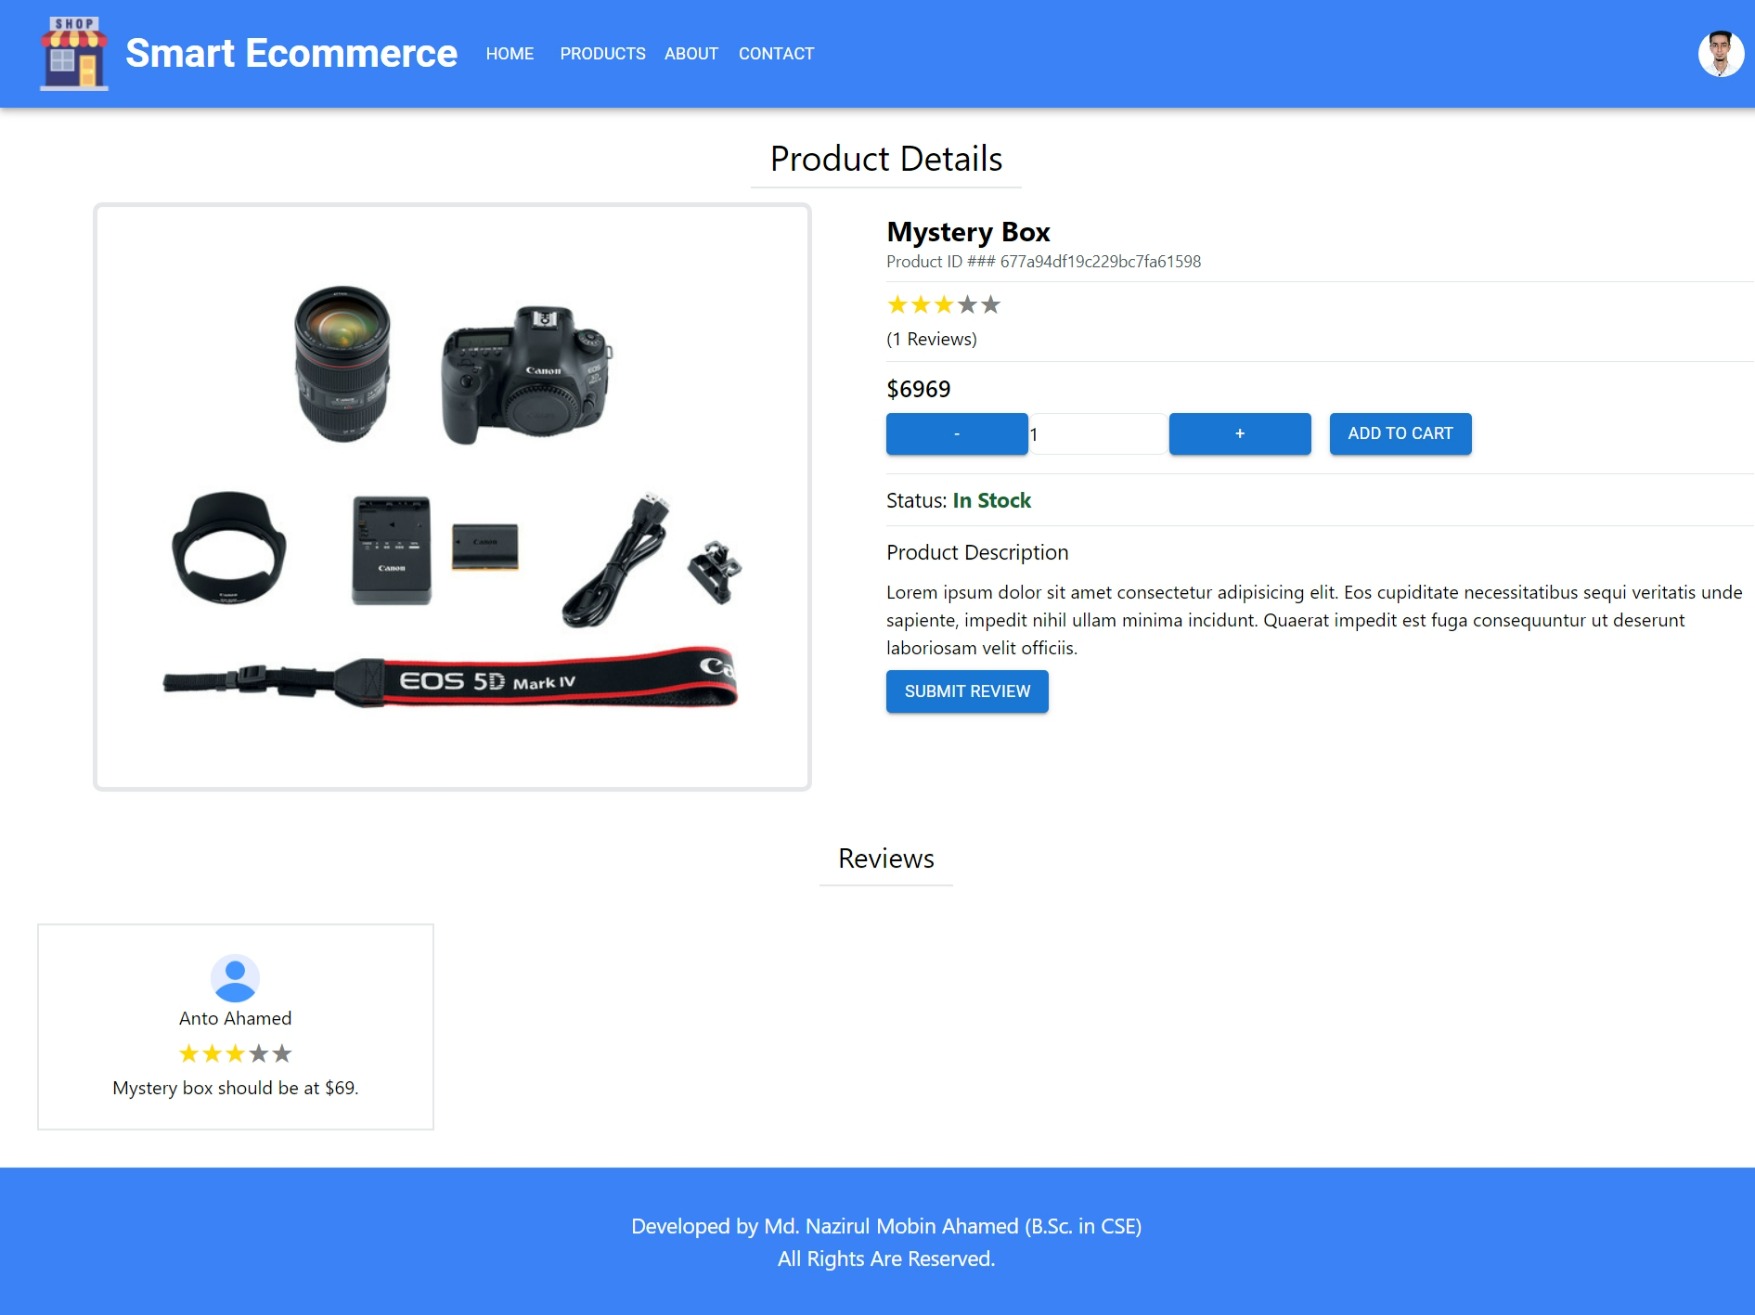 SHOP
Smart Ecommerce
HOME
PRODUCTS
ABOUT
CONTACT
Product Details
Canon
Canon
Canon
EOS 5D Mark IV
Mystery Box
Product ID ### 677a94df19c229bc7fa61598
(1 Reviews)
$6969
-
1
+
ADD TO CART
Status: In Stock
Product Description
Lorem ipsum dolor sit amet consectetur adipisicing elit. Eos cupiditate necessitatibus sequi veritatis unde
sapiente, impedit nihil ullam minima incidunt. Quaerat impedit est fuga consequuntur ut deserunt
laboriosam velit officiis.
SUBMIT REVIEW
Reviews
Anto Ahamed
Mystery box should be at $69.
Developed by Md. Nazirul Mobin Ahamed (B.Sc. in CSE)
All Rights Are Reserved.